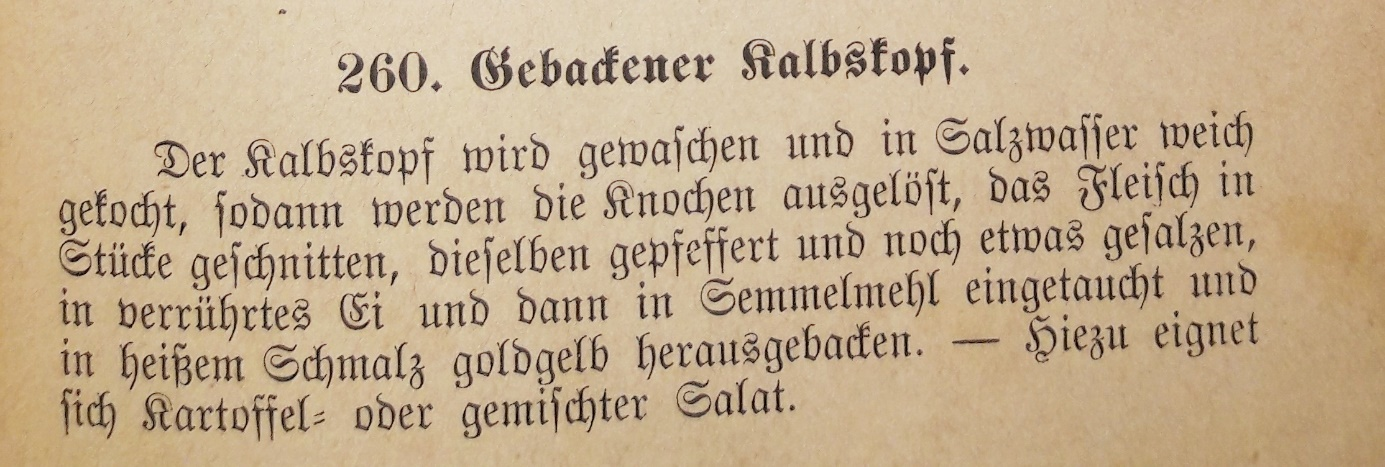 260. Gebackener Kalbskopf.
Der Kalbskopf wird gewaschen und in Salzwasser weich
gekocht, sodann werden die Knochen ausgelöst, das Fleisch in
Stücke geschnitten, dieselben gepfeffert und noch etwas gesalzen,
in verrührtes Ei und dann in Semmelmehl eingetaucht und
in heißem Schmalz goldgelb herausgebacken. — Hiezu eignet
sich Kartoffel- oder gemischter Salat.